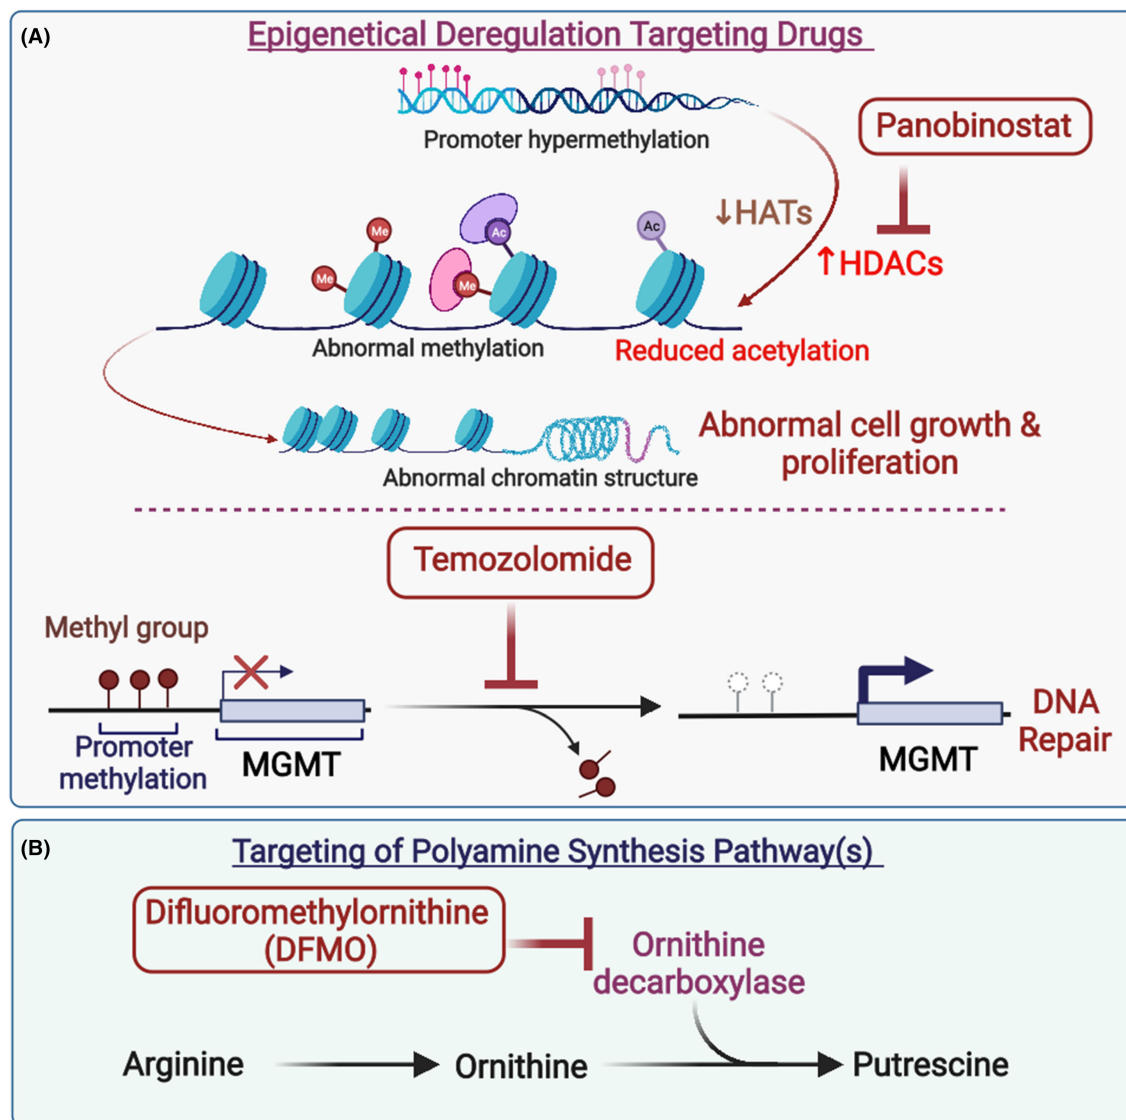 (A)
Epigenetical Deregulation Targeting Drugs
Promoter hypermethylation
Panobinostat
↓HATs
↑HDACs
Me
Me
Ac
Me
Ac
Abnormal methylation
Reduced acetylation
Abnormal chromatin structure
Abnormal cell growth &
proliferation
Temozolomide
Methyl group
Promoter
methylation
MGMT
MGMT
DNA
Repair
(B)
Targeting of Polyamine Synthesis Pathway(s)
Difluoromethylornithine
(DFMO)
Ornithine
decarboxylase
Arginine
Ornithine
Putrescine